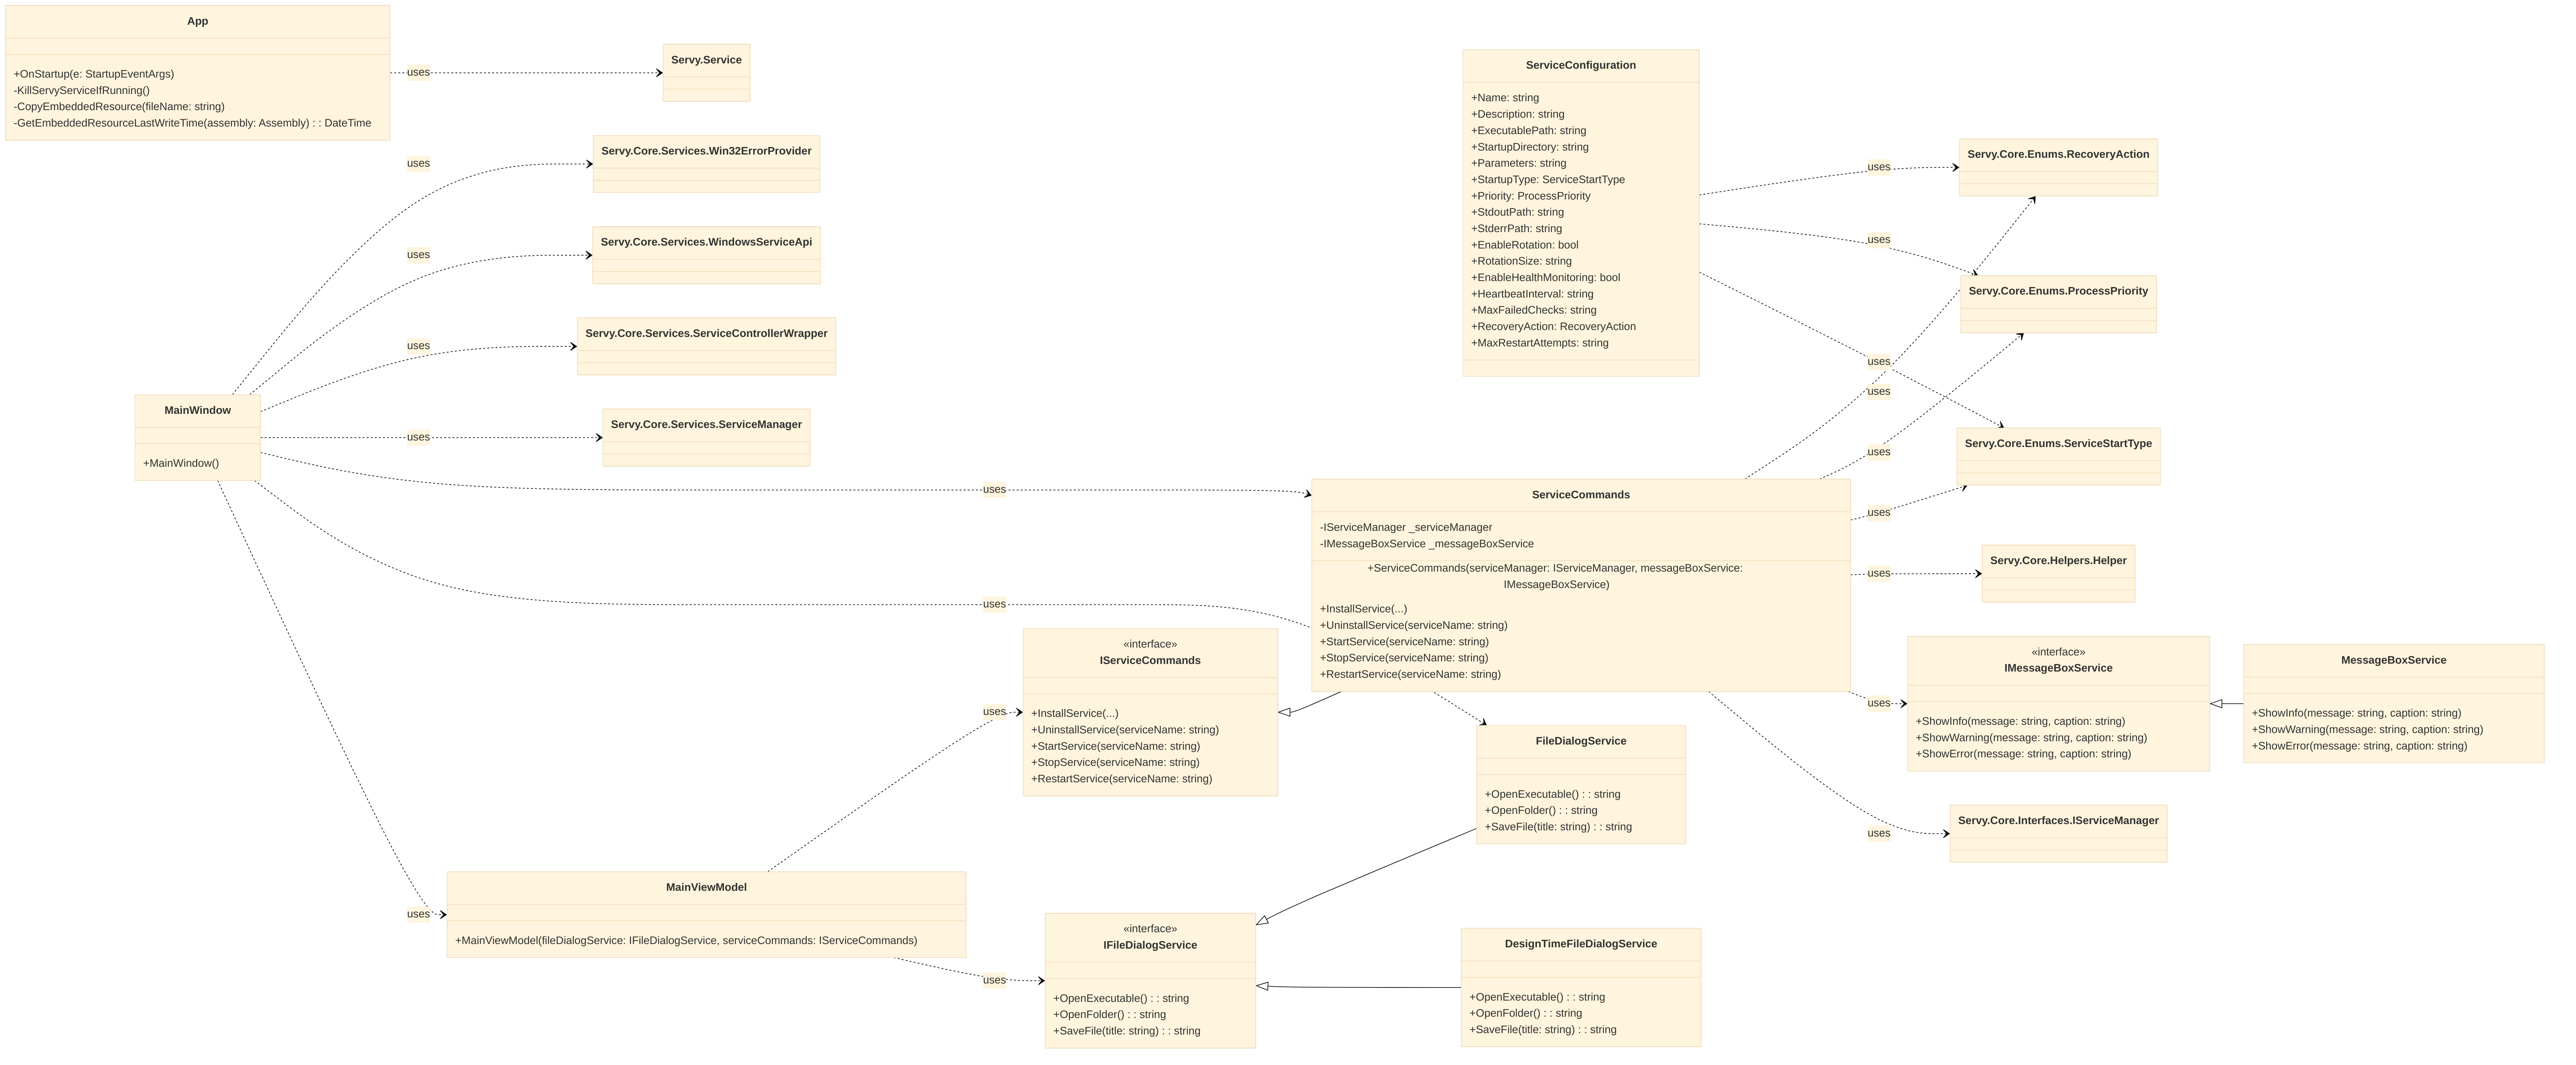 App
+OnStartup(e: StartupEventArgs)
-KillServyServiceIfRunning()
-CopyEmbeddedResource(fileName: string)
-GetEmbeddedResourceLastWriteTime(assembly: Assembly) : : DateTime
uses
Servy.Service
uses
Servy.Core.Services.Win32ErrorProvider
uses
Servy.Core.Services.WindowsServiceApi
uses
Servy.Core.Services.ServiceControllerWrapper
MainWindow
+MainWindow()
uses
Servy.Core.Services.ServiceManager
uses
uses
uses
MainViewModel
+MainViewModel(fileDialogService: IFileDialogService, serviceCommands: IServiceCommands)
uses
uses
«interface»
IServiceCommands
+InstallService(...)
+UninstallService(serviceName: string)
+StartService(serviceName: string)
+StopService(serviceName: string)
+RestartService(serviceName: string)
«interface»
IFileDialogService
+OpenExecutable() : : string
+OpenFolder() : : string
+SaveFile(title: string) : : string
ServiceConfiguration
+Name: string
+Description: string
+ExecutablePath: string
+StartupDirectory: string
+Parameters: string
+StartupType: ServiceStartType
+Priority: ProcessPriority
+StdoutPath: string
+StderrPath: string
+EnableRotation: bool
+RotationSize: string
+EnableHealthMonitoring: bool
+HeartbeatInterval: string
+MaxFailedChecks: string
+RecoveryAction: RecoveryAction
+MaxRestartAttempts: string
ServiceCommands
-IServiceManager _serviceManager
-IMessageBoxService _messageBoxService
+ServiceCommands(serviceManager: IServiceManager, messageBoxService:
IMessageBoxService)
+InstallService(...)
+UninstallService(serviceName: string)
+StartService(serviceName: string)
+StopService(serviceName: string)
+RestartService(serviceName: string)
FileDialogService
+OpenExecutable() : : string
+OpenFolder() : : string
+SaveFile(title: string) : : string
DesignTimeFileDialogService
+OpenExecutable() : : string
+OpenFolder() : : string
+SaveFile(title: string) : : string
uses
Servy.Core.Enums.RecoveryAction
uses
Servy.Core.Enums.ProcessPriority
uses
uses
uses
Servy.Core.Enums.ServiceStartType
uses
uses
Servy.Core.Helpers.Helper
uses
«interface»
IMessageBoxService
+ShowInfo(message: string, caption: string)
+ShowWarning(message: string, caption: string)
+ShowError(message: string, caption: string)
MessageBoxService
+ShowInfo(message: string, caption: string)
+ShowWarning(message: string, caption: string)
+ShowError(message: string, caption: string)
uses
Servy.Core.Interfaces.IServiceManager